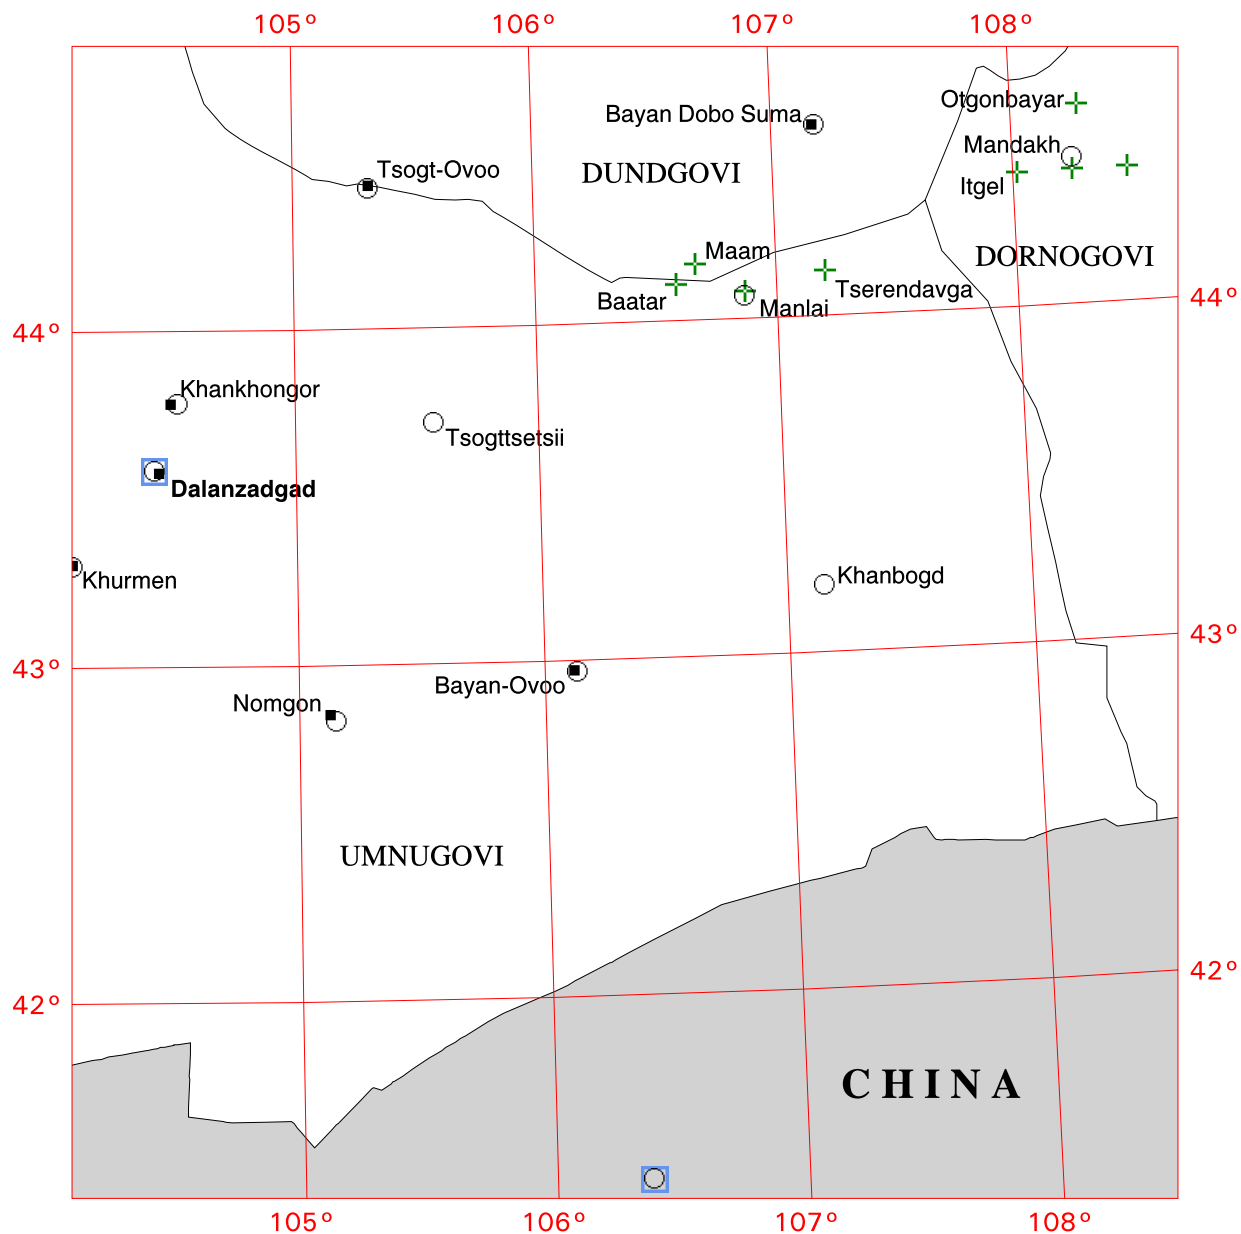 105° 106° 107° 108°
Otgonbayar
Bayan Dobo Suma
Mandakh
Tsogt-Ovoo
DUNDGOVI
Itgel
Maam
DORNOGOVI
Tserendavga
44°
Baatar
Manlai
44°
Khankhongor
Tsogttsetsii
Dalanzadgad
Khanbogd
Khurmen
43°
43°
Bayan-Ovoo
Nomgon
UMNUGOVI
42°
42°
CHINA
105° 106° 107° 108°